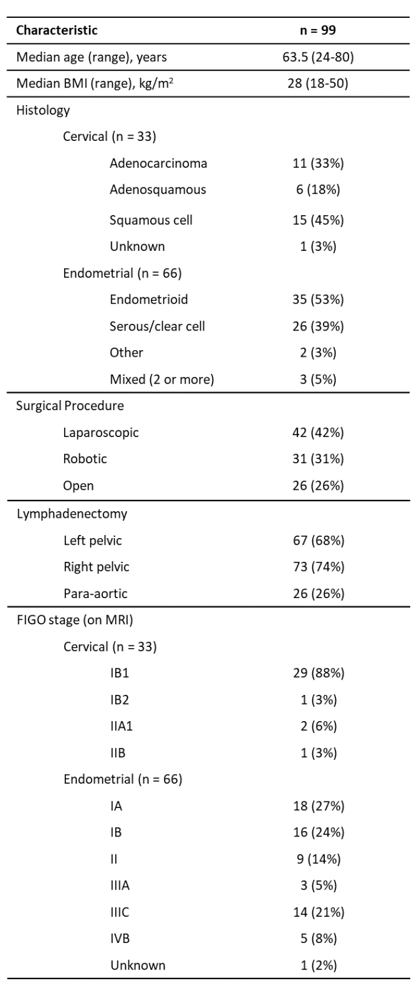 Characteristic n = 99
Median age (range), years 63.5 (24-80)
Median BMI (range), kg/m² 28 (18-50)
Histology
Cervical (n = 33)
Adenocarcinoma 11 (33%)
Adenosquamous 6 (18%)
Squamous cell 15 (45%)
Unknown 1 (3%)
Endometrial (n = 66)
Endometrioid 35 (53%)
Serous/clear cell 26 (39%)
Other 2 (3%)
Mixed (2 or more) 3 (5%)
Surgical Procedure
Laparoscopic 42 (42%)
Robotic 31 (31%)
Open 26 (26%)
Lymphadenectomy
Left pelvic 67 (68%)
Right pelvic 73 (74%)
Para-aortic 26 (26%)
FIGO stage (on MRI)
Cervical (n = 33)
IB1 29 (88%)
IB2 1 (3%)
IIA1 2 (6%)
IIB 1 (3%)
Endometrial (n = 66)
IA 18 (27%)
IB 16 (24%)
II 9 (14%)
IIIA 3 (5%)
IIIC 14 (21%)
IVB 5 (8%)
Unknown 1 (2%)